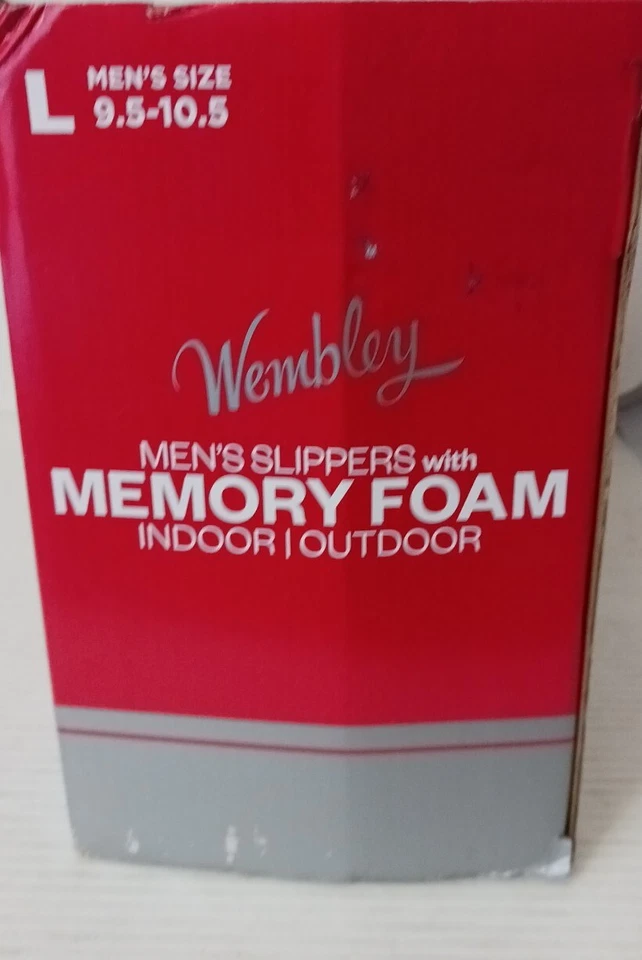 L
MEN'S SIZE
9.5-10.5
Wembley
MEN'S SLIPPERS with
MEMORY FOAM
INDOOR | OUTDOOR